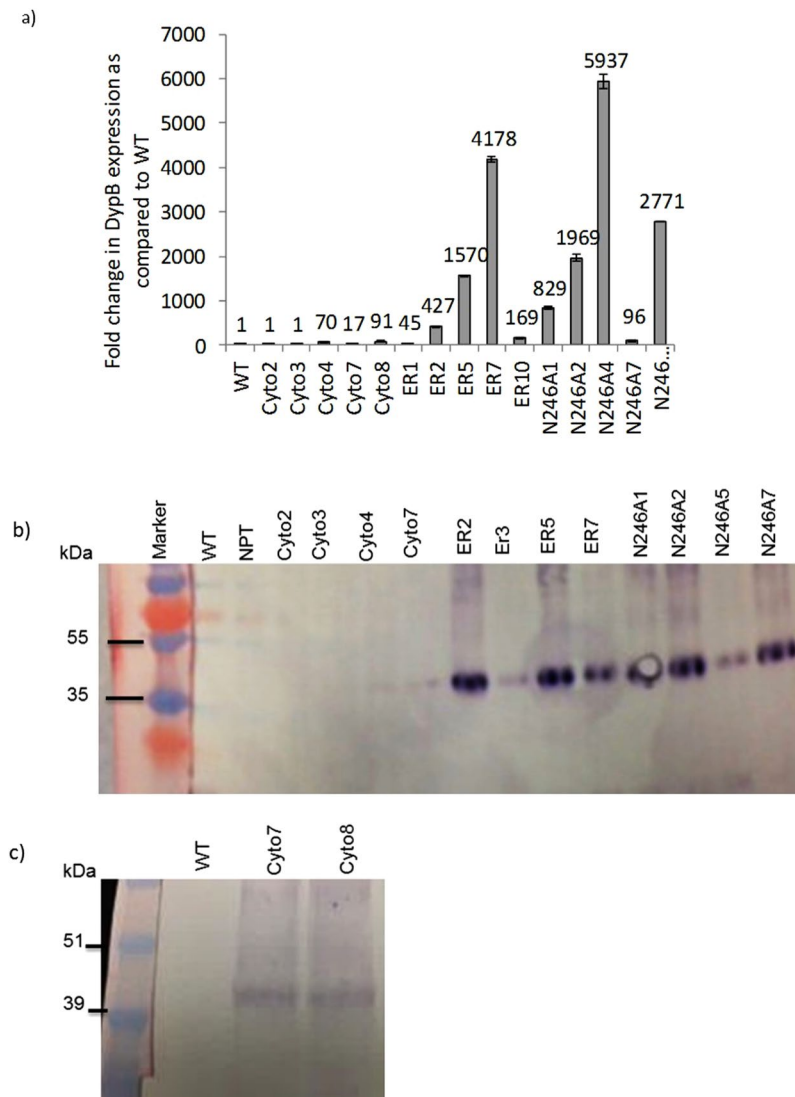 a)
Fold change in DypB expression as
compared to WT
7000
6000
5000
4000
3000
2000
1000
0
1
1
1
70
17
91
45
427
1570
4178
169
829
1969
5937
96
2771
WT
Cyto2
Cyto3
Cyto4
Cyto7
Cyto8
ER1
ER2
ER5
ER7
ER10
N246A1
N246A2
N246A4
N246A7
N246...
b)
kDa
Marker
WT
NPT
Cyto2
Cyto3
Cyto4
Cyto7
ER2
Er3
ER5
ER7
N246A1
N246A2
N246A5
N246A7
55
35
c)
kDa
WT
Cyto7
Cyto8
51
39